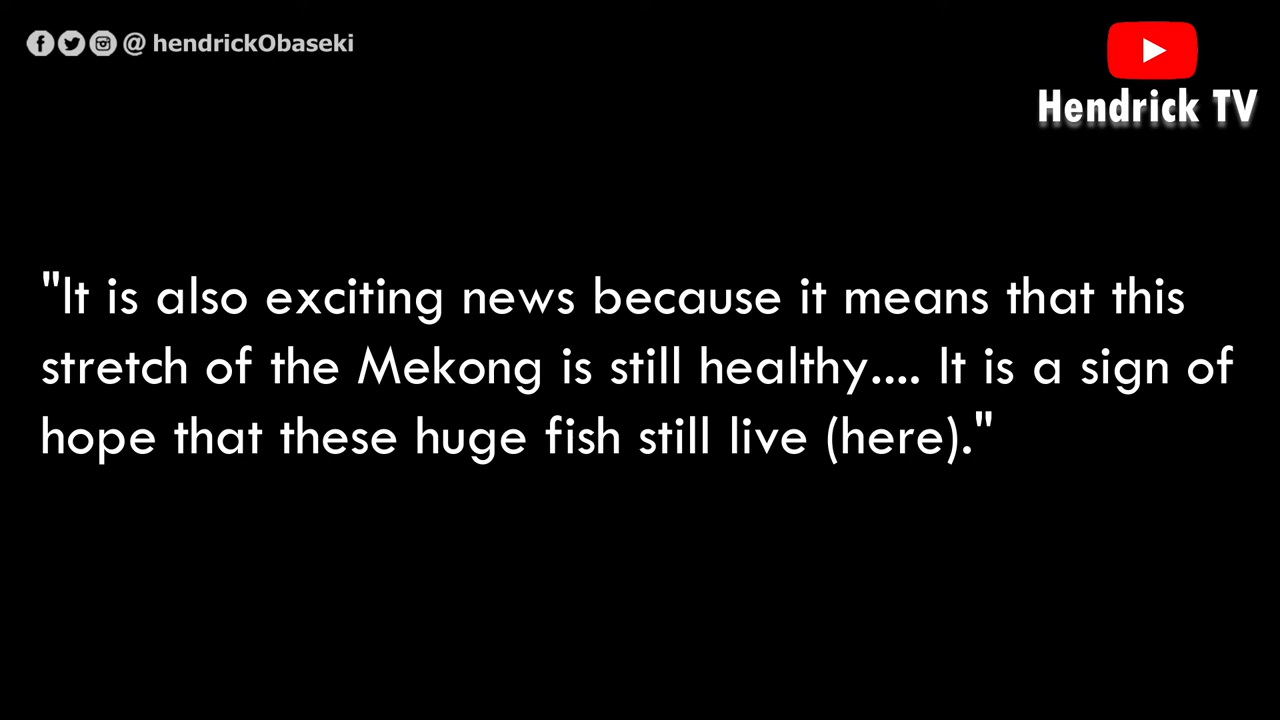 @ hendrickObaseki
Hendrick TV
"It is also exciting news because it means that this
stretch of the Mekong is still healthy.... It is a sign of
hope that these huge fish still live (here)."